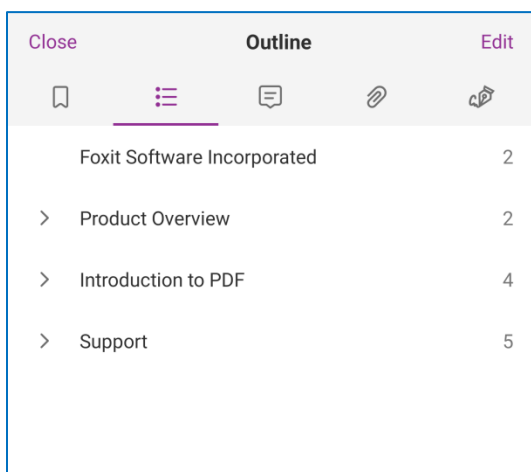 Close Outline Edit
Foxit Software Incorporated 2
Product Overview 2
Introduction to PDF 4
Support 5